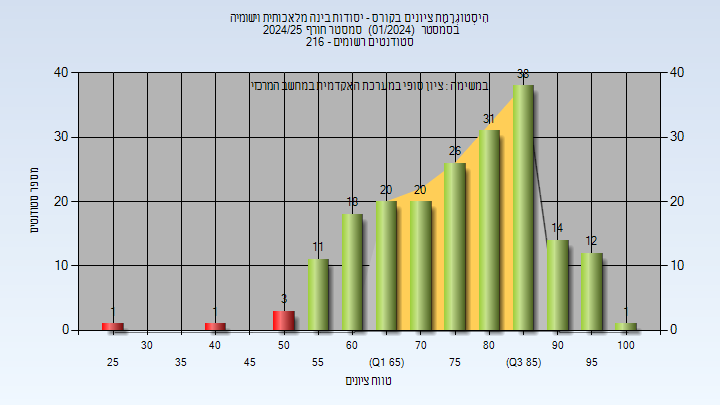 היסטוגרמת ציונים בקורס - יסודות בינה מלאכותית וישומיה
בסמסטר (01/2024) סמסטר חורף 2024/25
סטודנטים רשומים - 216
במשימה : ציון סופי במערכת האקדמית במחשב המרכזי
40 40
30 30
20 20
10 10
0 0
מספר סטודנטים
1 1 3 11 18 20 20 26 31 38 14 12 1
30 40 50 60 70 80 90 100
25 35 45 55 (Q1 65) 75 (Q3 85) 95
טווח ציונים